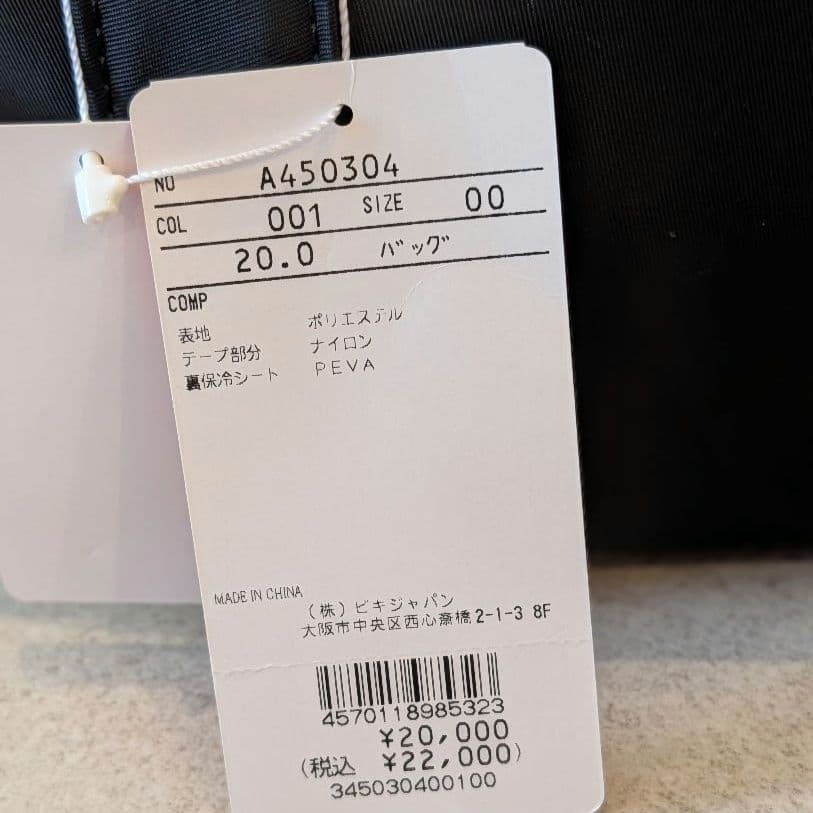 NO A450304
COL 001 SIZE 00
20.0 バッグ
COMP
表地 ポリエステル
テープ部分 ナイロン
裏保冷シート PEVA
MADE IN CHINA
(株)ビキジャパン
大阪市中央区西心斎橋2-1-3 8F
4570118985323
¥20,000
(税込 ¥22,000)
345030400100